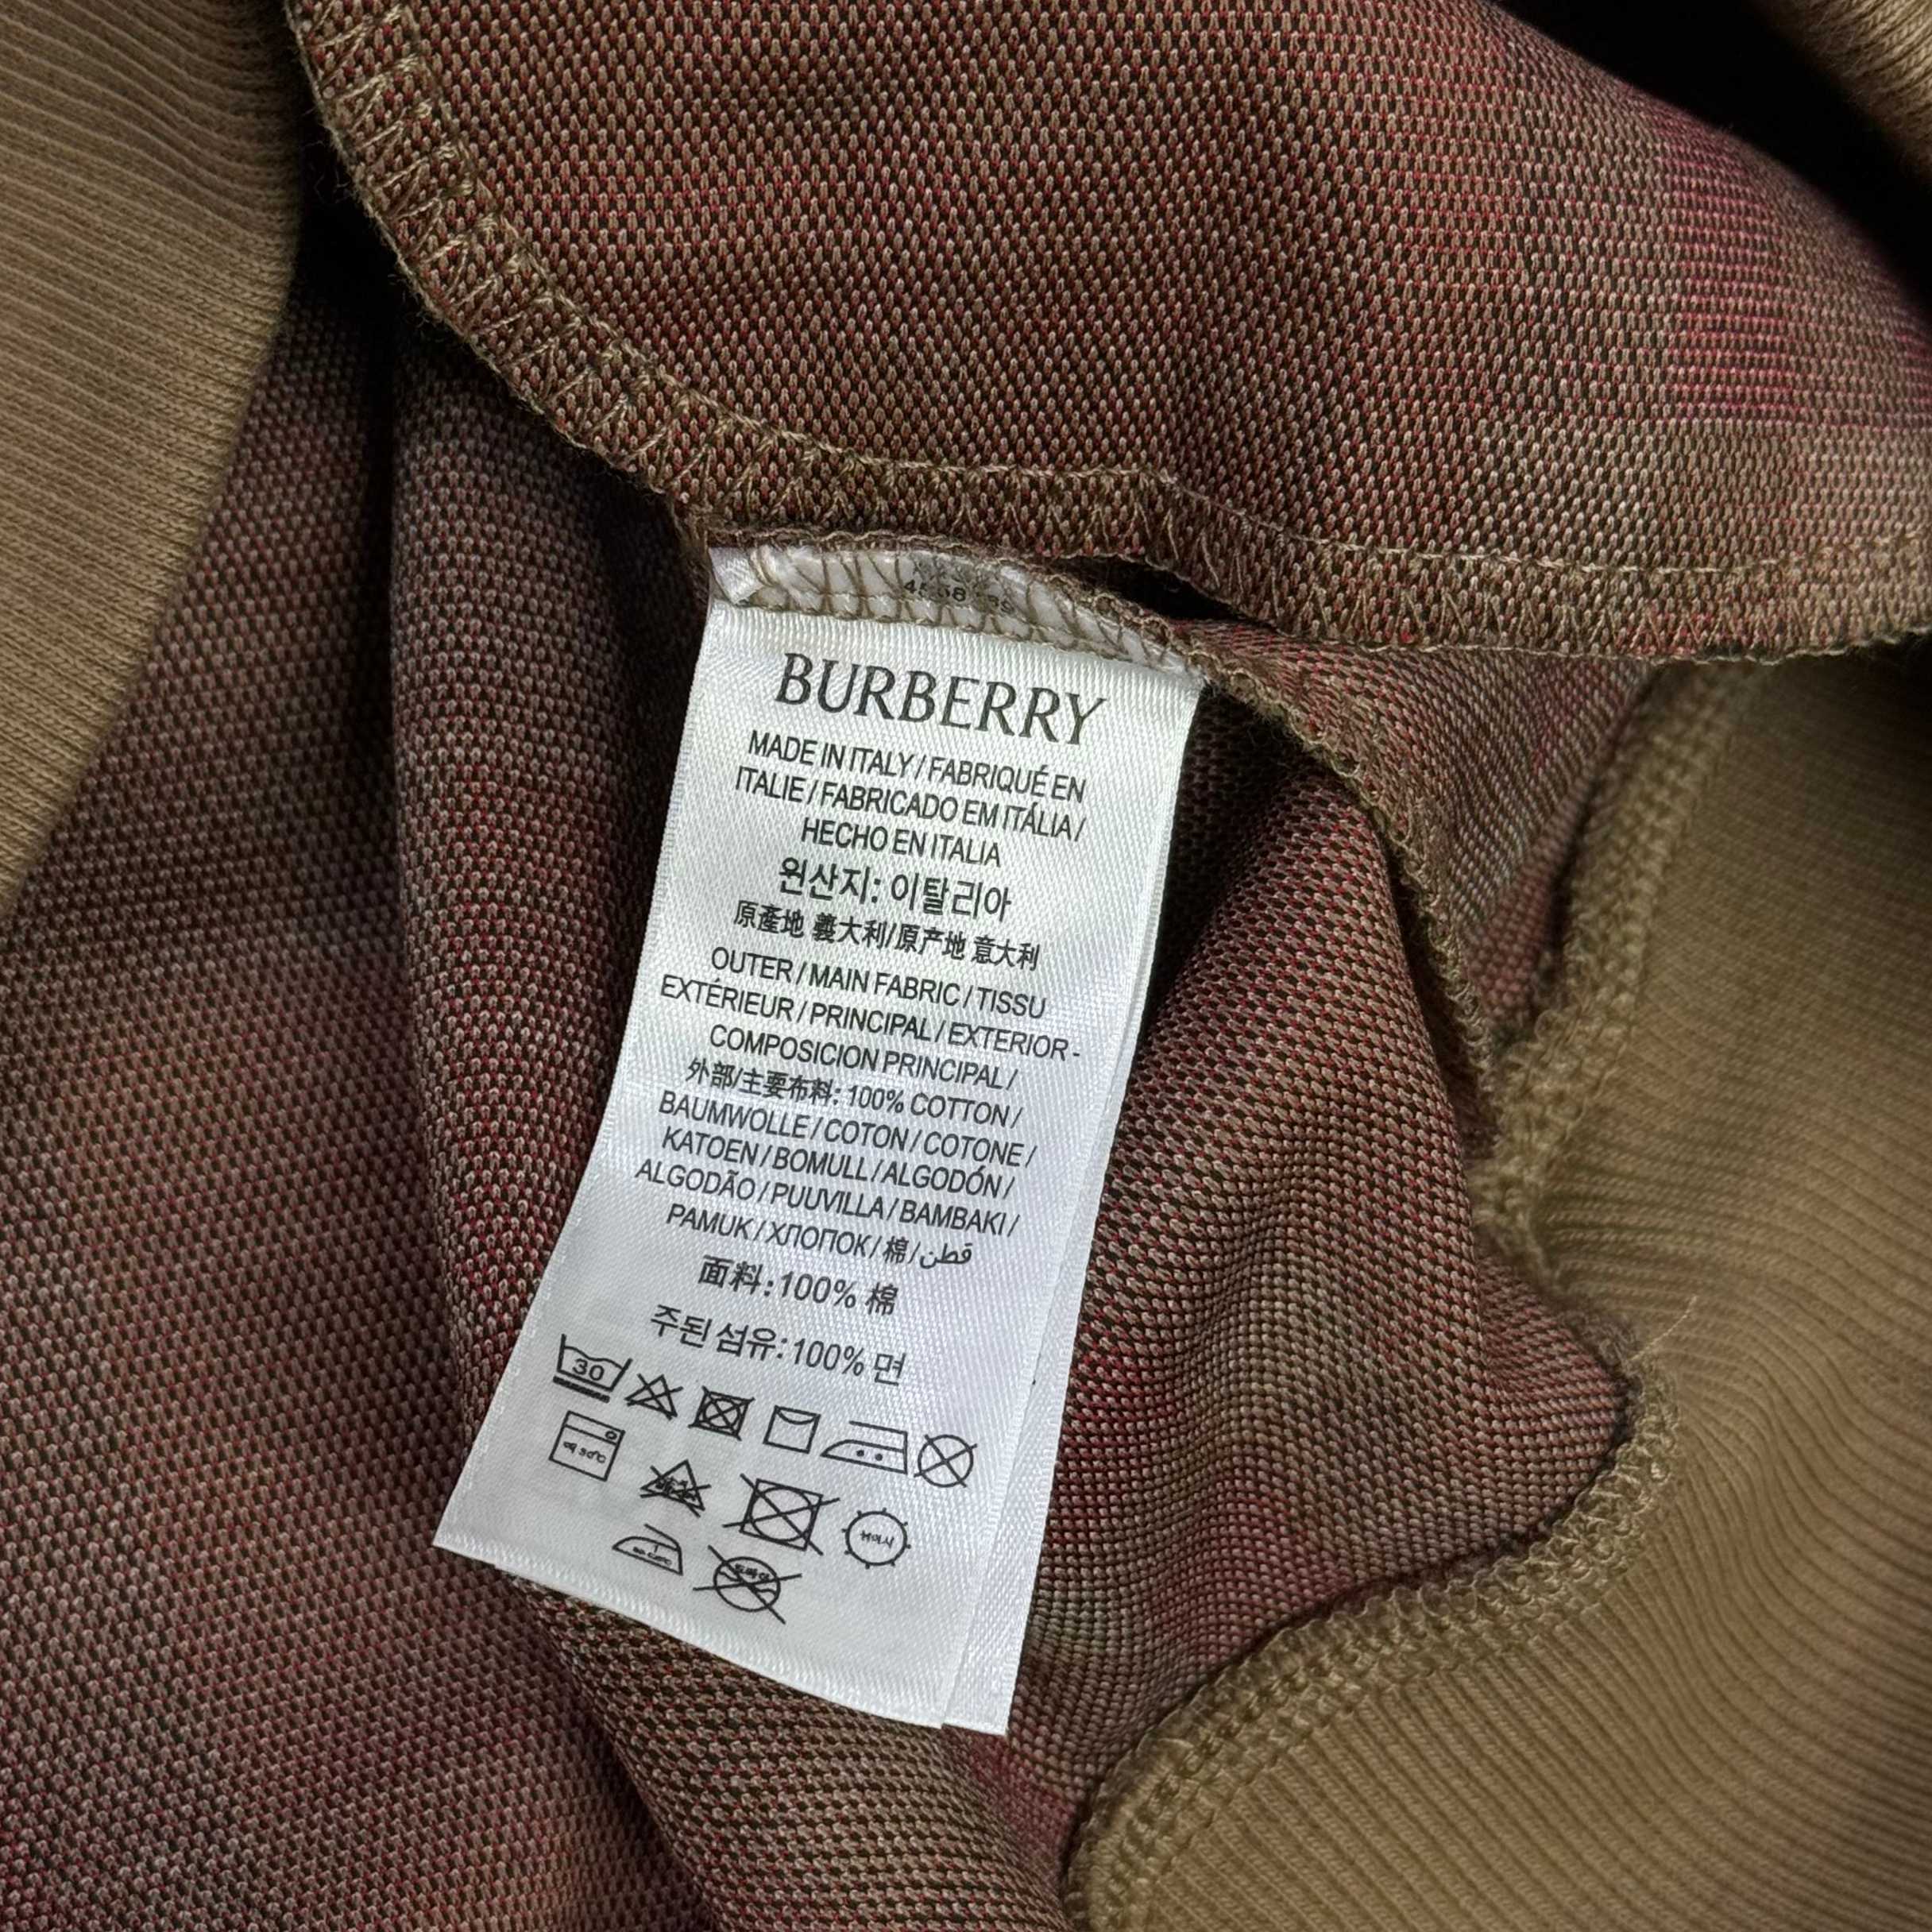 BURBERRY
MADE IN ITALY / FABRIQUÉ EN
ITALIE / FABRICADO EM ITÁLIA /
HECHO EN ITALIA
원산지: 이탈리아
原產地 義大利/原产地 意大利
OUTER / MAIN FABRIC / TISSU
EXTÉRIEUR / PRINCIPAL / EXTERIOR -
COMPOSICION PRINCIPAL /
外部/主要布料: 100% COTTON /
BAUMWOLLE / COTON / COTONE /
KATOEN / BOMULL / ALGODÓN /
ALGODÃO / PUUVILLA / BAMBAKI /
PAMUK / ХЛОПОК / 棉 / قطن
面料: 100% 棉
주된 섬유: 100% 면
30